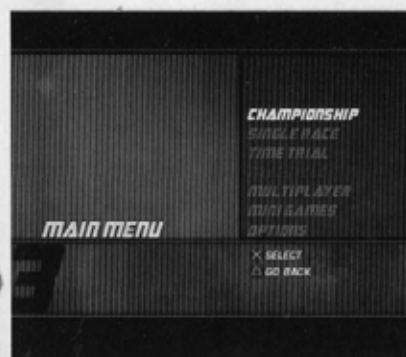 CHAMPIONSHIP
SINGLE RACE
TIME TRIAL
MULTIPLAYER
MINI GAMES
OPTIONS
MAIN MENU
X SELECT
△ GO BACK